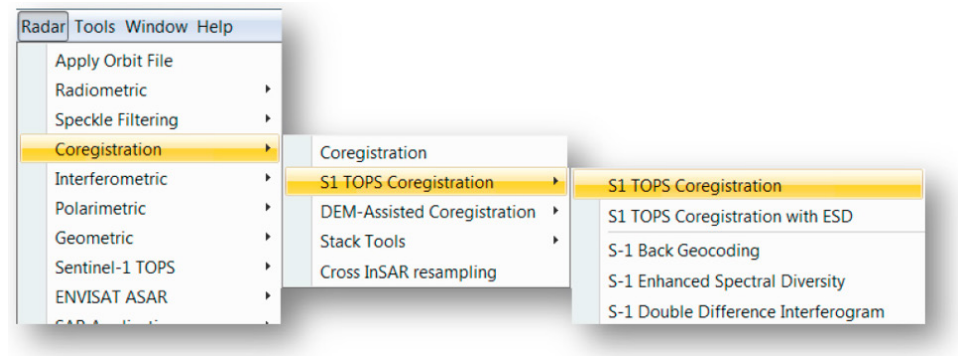 Radar Tools Window Help
Apply Orbit File
Radiometric
Speckle Filtering
Coregistration
Interferometric
Polarimetric
Geometric
Sentinel-1 TOPS
ENVISAT ASAR
Coregistration
S1 TOPS Coregistration
DEM-Assisted Coregistration
Stack Tools
Cross InSAR resampling
S1 TOPS Coregistration
S1 TOPS Coregistration with ESD
S-1 Back Geocoding
S-1 Enhanced Spectral Diversity
S-1 Double Difference Interferogram